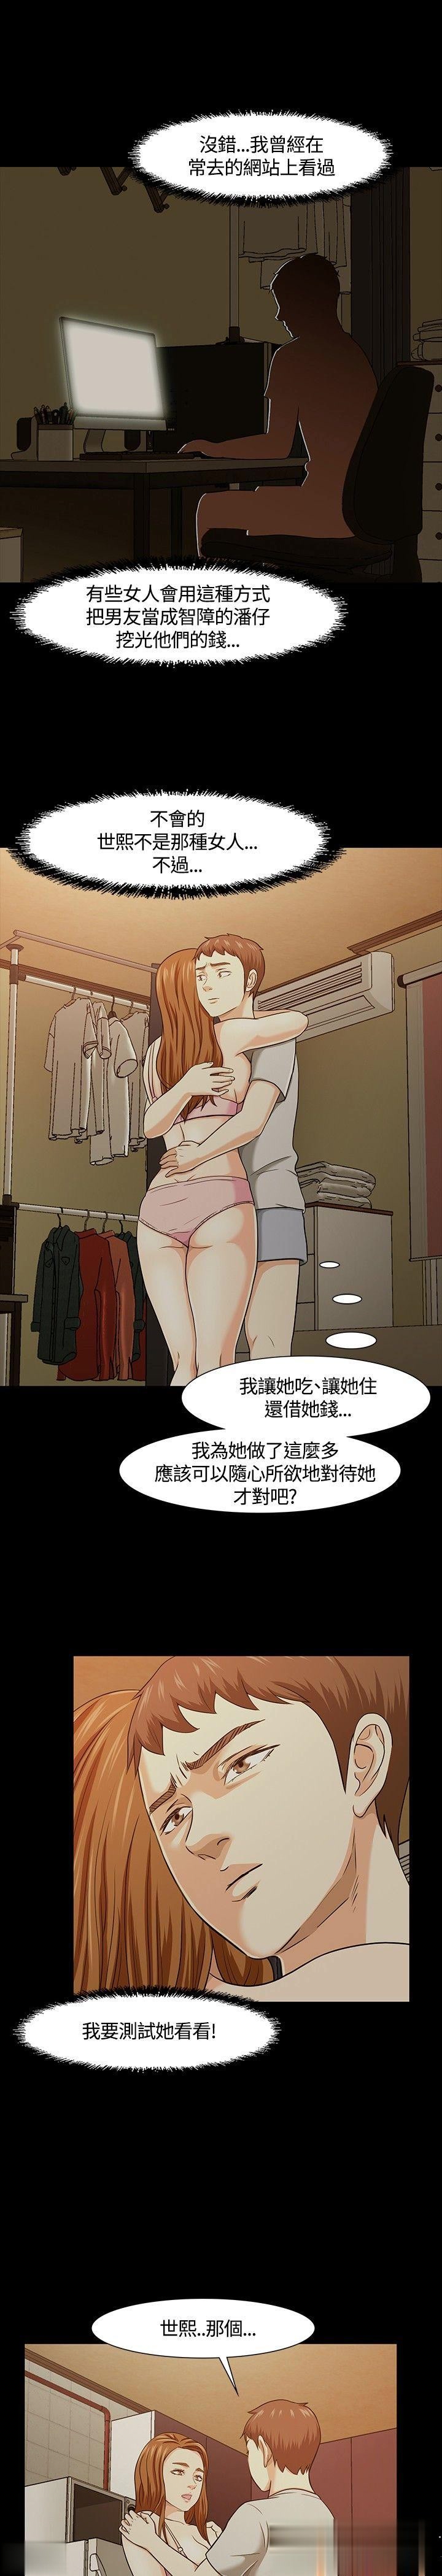 沒錯...我曾經在
常去的網站上看過
有些女人會用這種方式
把男友當成智障的潘仔
挖光他們的錢...
不會的
世熙不是那種女人...
不過...
我讓她吃、讓她住
還借她錢...
我為她做了這麼多
應該可以隨心所欲地對待她
才對吧?
我要測試她看看!
世熙..那個...